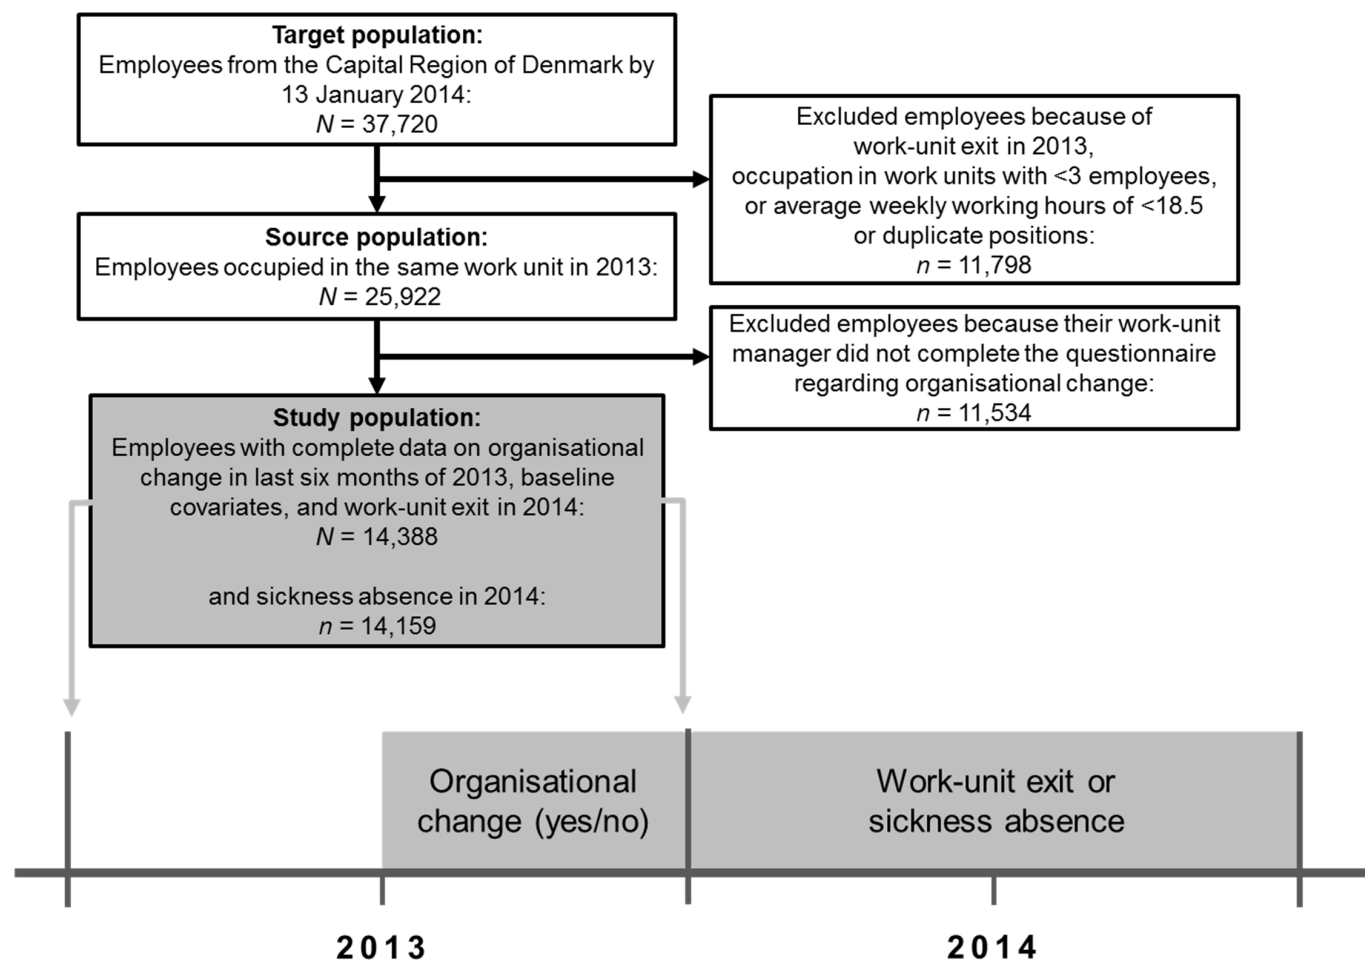 Target population:
Employees from the Capital Region of Denmark by
13 January 2014:
N = 37,720
Excluded employees because of
work-unit exit in 2013,
occupation in work units with <3 employees,
or average weekly working hours of <18.5
or duplicate positions:
n = 11,798
Source population:
Employees occupied in the same work unit in 2013:
N = 25,922
Excluded employees because their work-unit
manager did not complete the questionnaire
regarding organisational change:
n = 11,534
Study population:
Employees with complete data on organisational
change in last six months of 2013, baseline
covariates, and work-unit exit in 2014:
N = 14,388
and sickness absence in 2014:
n = 14,159
Organisational
change (yes/no)
Work-unit exit or
sickness absence
2013
2014